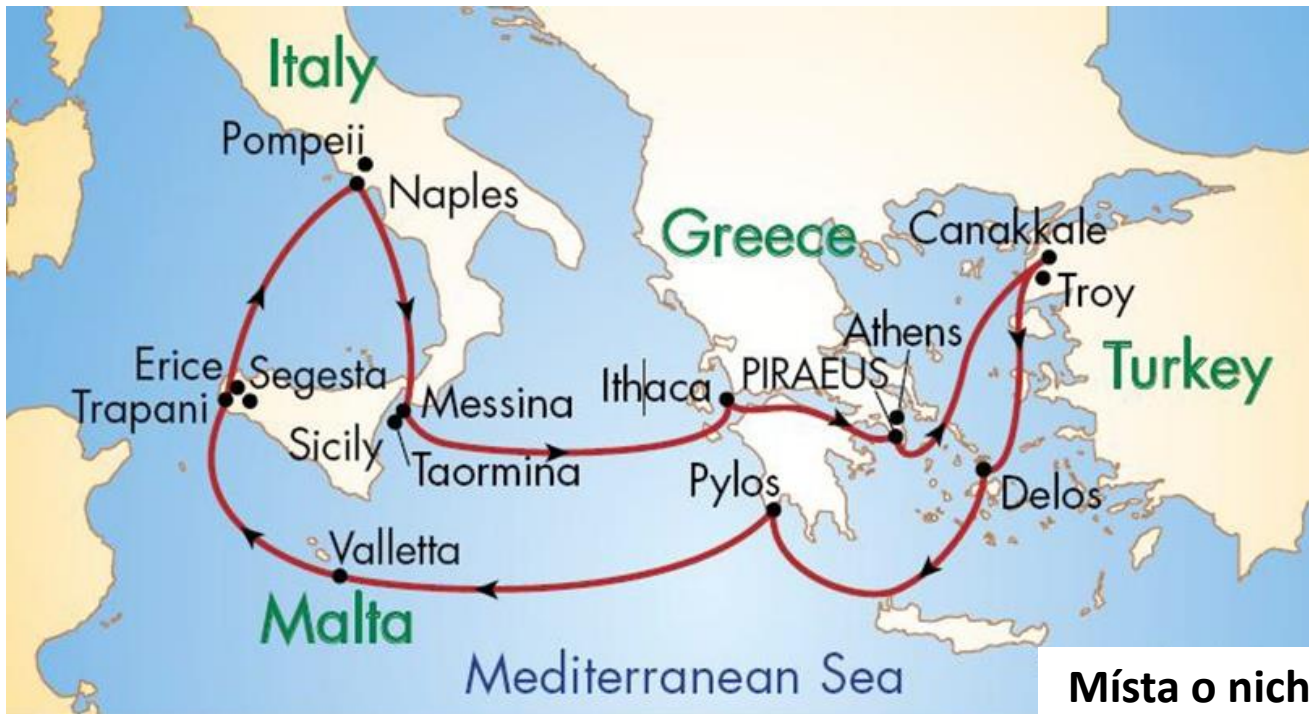 Italy
Pompeii
Naples
Greece
Canakkale
Troy
Athens
Turkey
Erice
Segesta
Trapani
Ithaca
PIRAEUS
Messina
Sicily
Taormina
Pylos
Delos
Valletta
Malta
Mediterranean Sea
Místa o nich